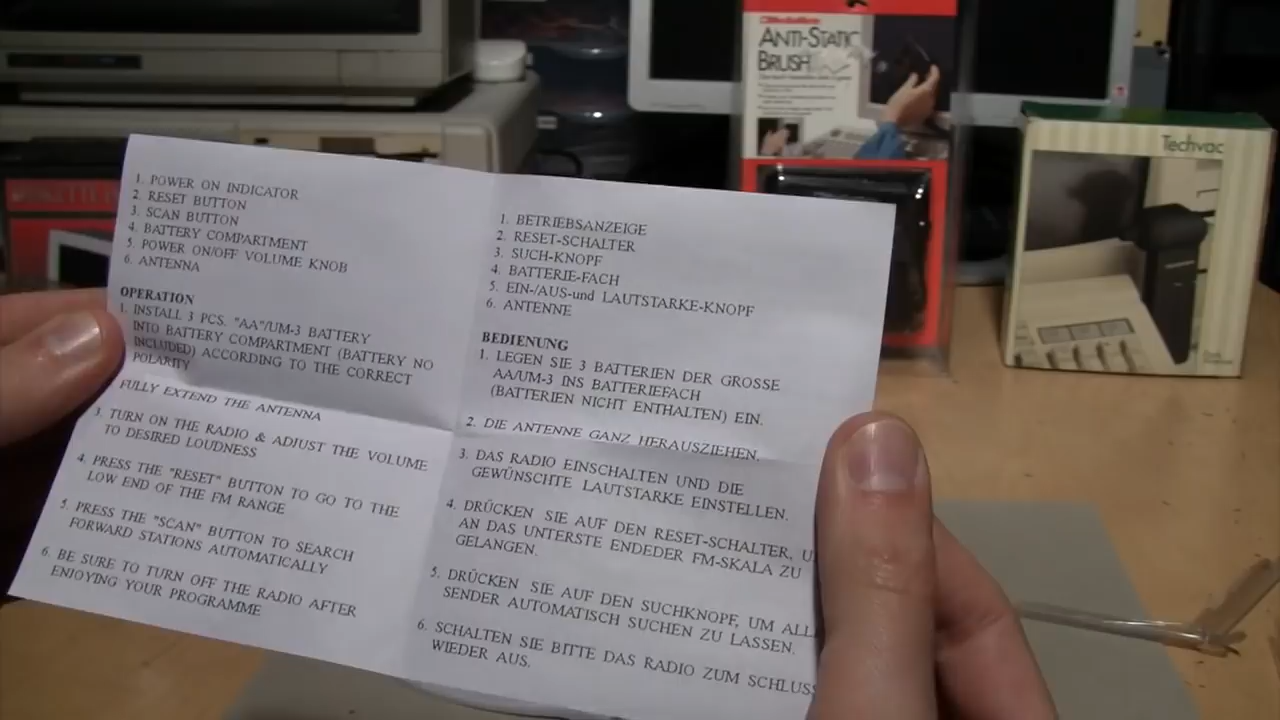 ANTI-STATIC
BRUSH
Techvac
1. POWER ON INDICATOR
2. RESET BUTTON
3. SCAN BUTTON
4. BATTERY COMPARTMENT
5. POWER ON/OFF VOLUME KNOB
6. ANTENNA
OPERATION
1. INSTALL 3 PCS. "AA"/UM-3 BATTERY
INTO BATTERY COMPARTMENT (BATTERY NO
INCLUDED) ACCORDING TO THE CORRECT
POLARITY
FULLY EXTEND THE ANTENNA
3. TURN ON THE RADIO & ADJUST THE VOLUME
TO DESIRED LOUDNESS
4. PRESS THE "RESET" BUTTON TO GO TO THE
LOW END OF THE FM RANGE
5. PRESS THE "SCAN" BUTTON TO SEARCH
FORWARD STATIONS AUTOMATICALLY
6. BE SURE TO TURN OFF THE RADIO AFTER
ENJOYING YOUR PROGRAMME
1. BETRIEBSANZEIGE
2. RESET-SCHALTER
3. SUCH-KNOPF
4. BATTERIE-FACH
5. EIN-/AUS-und LAUTSTARKE-KNOPF
6. ANTENNE
BEDIENUNG
1. LEGEN SIE 3 BATTERIEN DER GROSSE
AA/UM-3 INS BATTERIEFACH
(BATTERIEN NICHT ENTHALTEN) EIN.
2. DIE ANTENNE GANZ HERAUSZIEHEN.
3. DAS RADIO EINSCHALTEN UND DIE
GEWÜNSCHTE LAUTSTARKE EINSTELLEN.
4. DRÜCKEN SIE AUF DEN RESET-SCHALTER, U
AN DAS UNTERSTE ENDEDER FM-SKALA ZU
GELANGEN.
5. DRÜCKEN SIE AUF DEN SUCHKNOPF, UM ALL
SENDER AUTOMATISCH SUCHEN ZU LASSEN.
6. SCHALTEN SIE BITTE DAS RADIO ZUM SCHLUSS
WIEDER AUS.